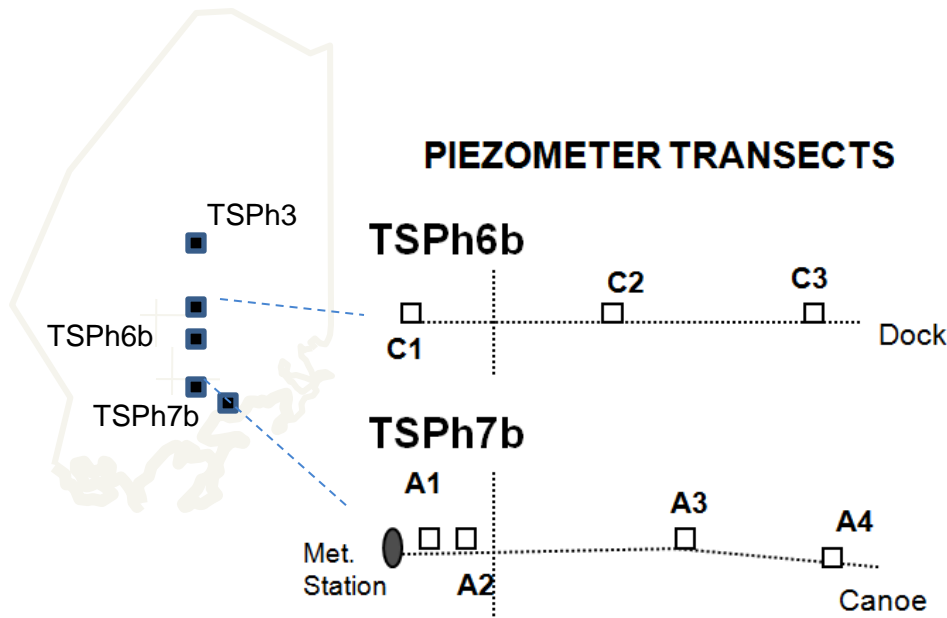 PIEZOMETER TRANSECTS
TSPh3
TSPh6b
TSPh7b
TSPh6b
C1
C2
C3
Dock
TSPh7b
A1
A2
A3
A4
Met.
Station
Canoe